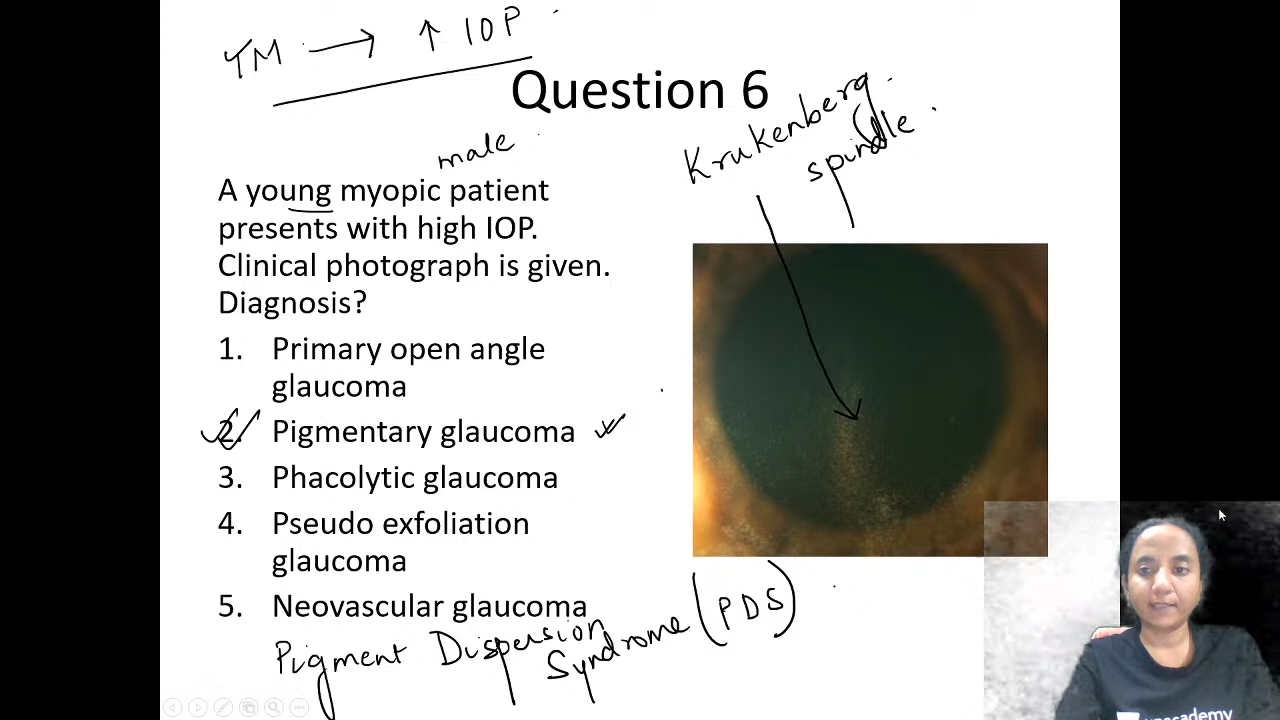 TM → ↑ IOP
Question 6
Krukenberg
spindle
male
A young myopic patient
presents with high IOP.
Clinical photograph is given.
Diagnosis?
1. Primary open angle
glaucoma
2. Pigmentary glaucoma
3. Phacolytic glaucoma
4. Pseudo exfoliation
glaucoma
5. Neovascular glaucoma
Pigment Dispersion
Syndrome (PDS)